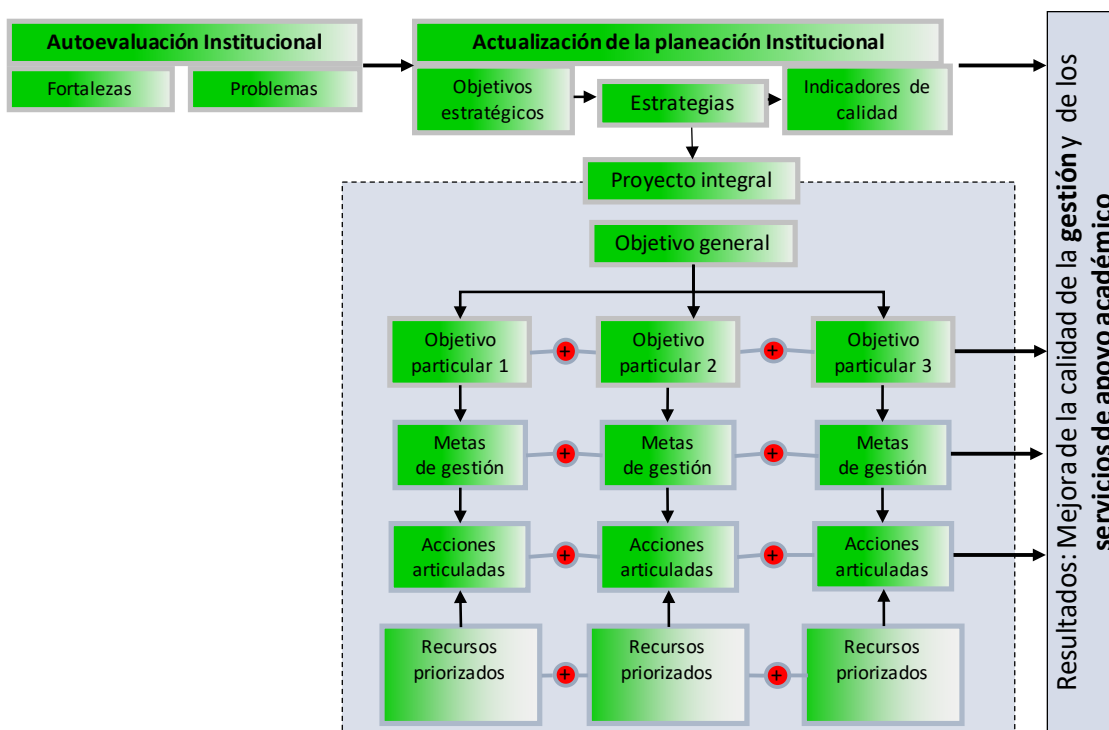 Autoevaluación Institucional
Fortalezas
Problemas
Actualización de la planeación Institucional
Objetivos
estratégicos
Estrategias
Indicadores de
calidad
Proyecto integral
Objetivo general
Objetivo
particular 1
+
Objetivo
particular 2
+
Objetivo
particular 3
Metas
de gestión
+
Metas
de gestión
+
Metas
de gestión
Acciones
articuladas
+
Acciones
articuladas
+
Acciones
articuladas
Recursos
priorizados
+
Recursos
priorizados
+
Recursos
priorizados
Resultados: Mejora de la calidad de la gestión y de los
servicios de apoyo académico